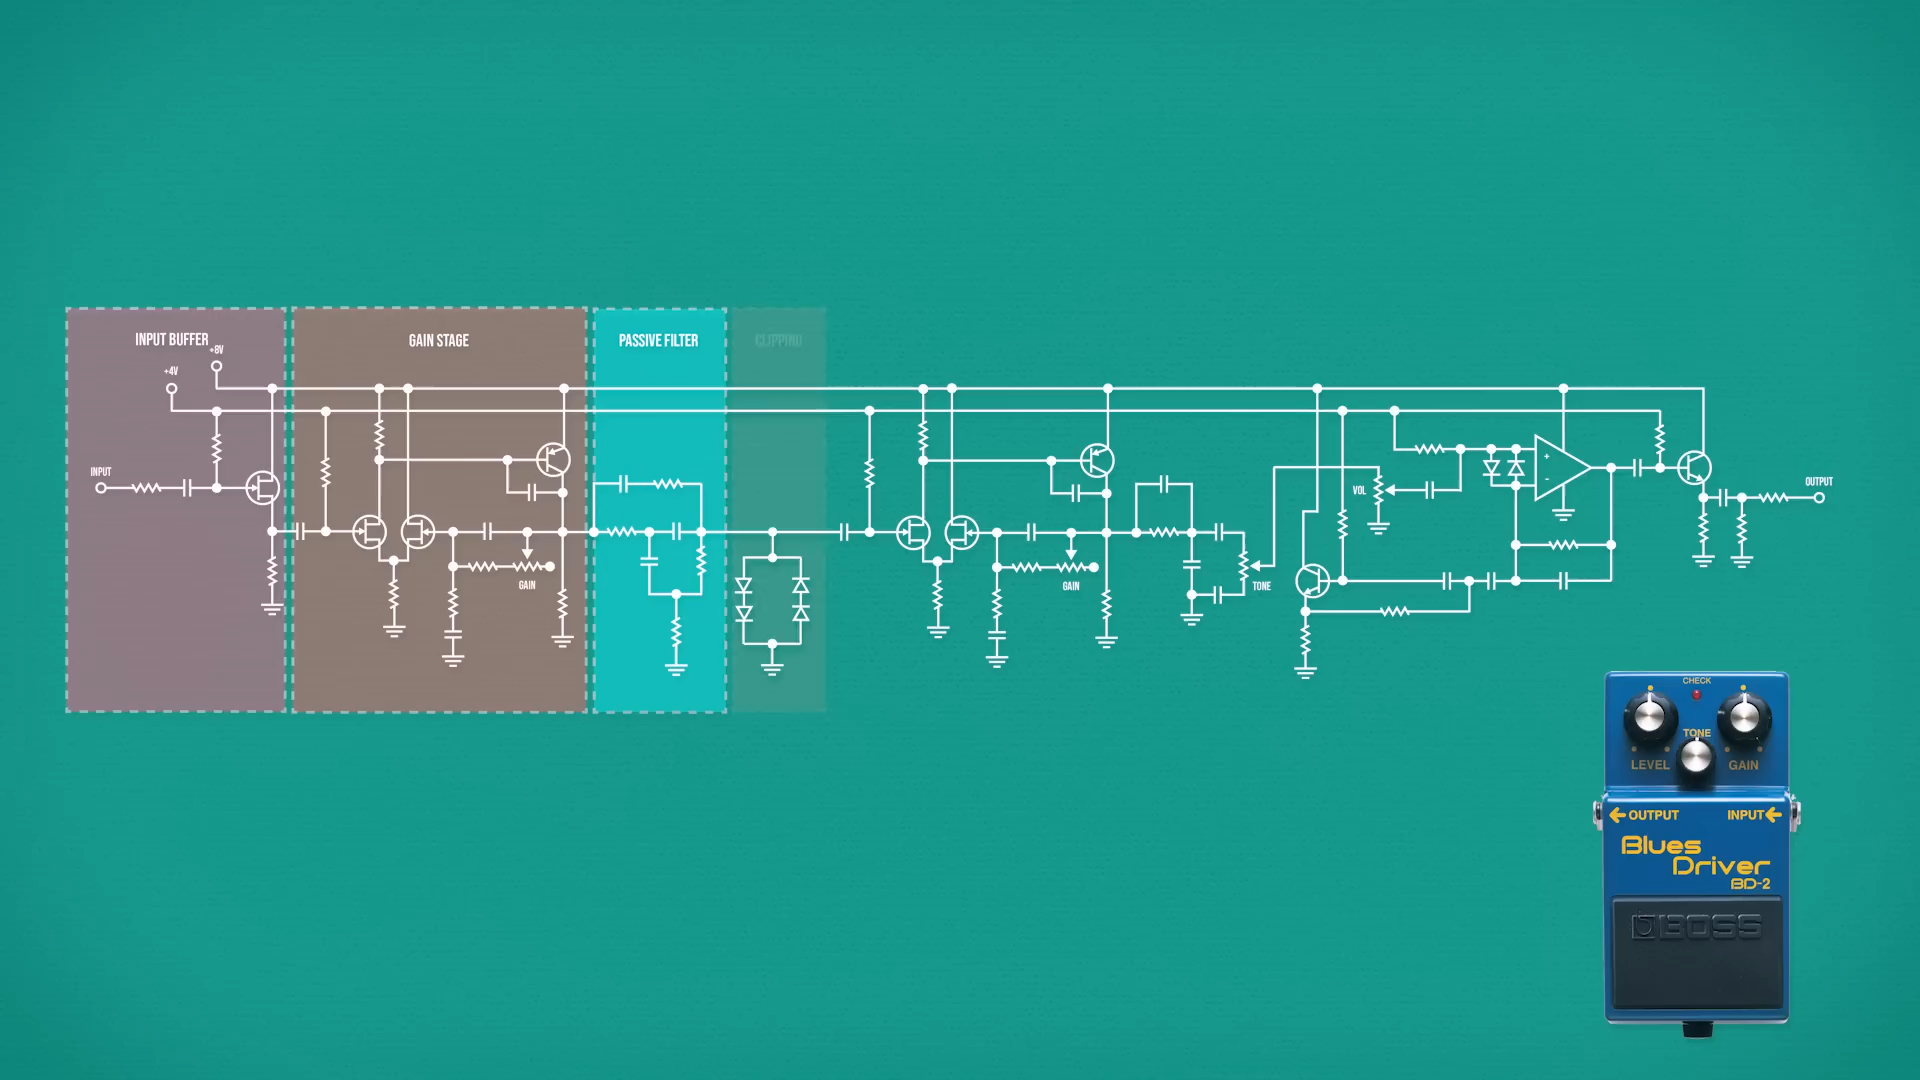 INPUT BUFFER
GAIN STAGE
PASSIVE FILTER
CLIPPING
+8V
+4V
INPUT
GAIN
GAIN
TONE
VOL
+
-
OUTPUT
CHECK
TONE
LEVEL
GAIN
OUTPUT
INPUT
Blues
Driver
BD-2
BOSS